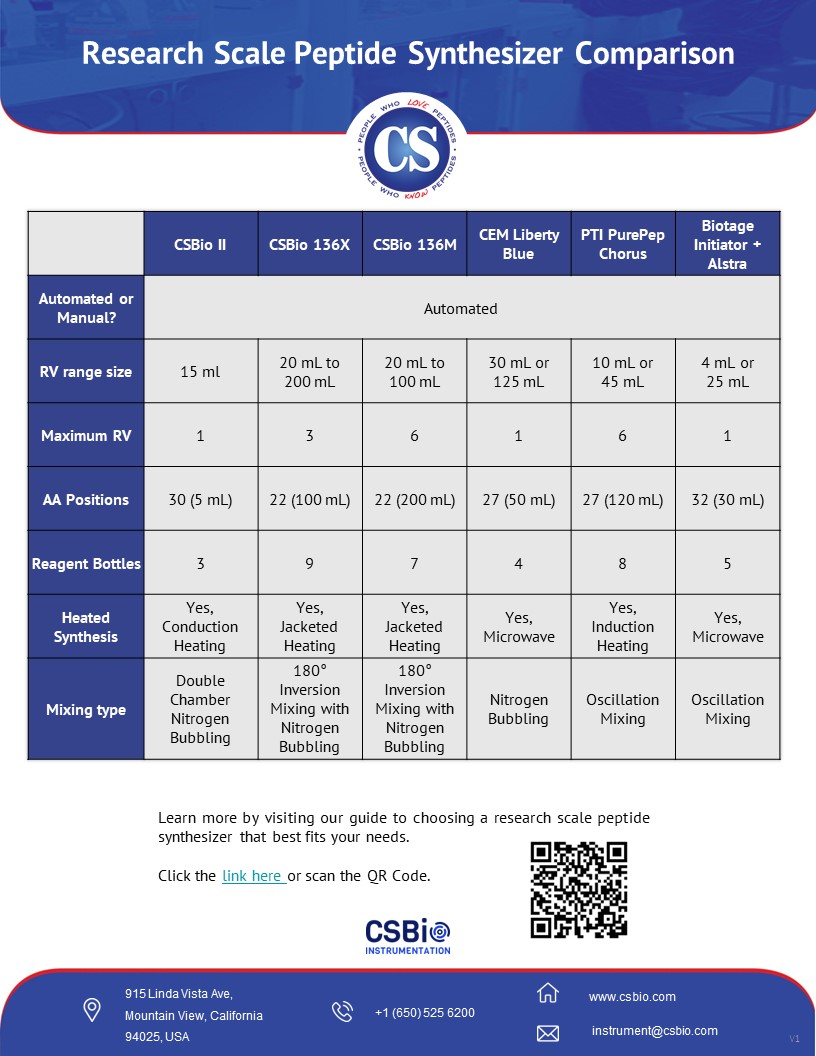 Research Scale Peptide Synthesizer Comparison
PEOPLE WHO LOVE PEPTIDES
CS
PEOPLE WHO KNOW PEPTIDES
CSBio II
CSBio 136X
CSBio 136M
CEM Liberty
Blue
PTI PurePep
Chorus
Biotage
Initiator +
Alstra
Automated or
Manual?
Automated
RV range size
15 ml
20 mL to
200 mL
20 mL to
100 mL
30 mL or
125 mL
10 mL or
45 mL
4 mL or
25 mL
Maximum RV
1
3
6
1
6
1
AA Positions
30 (5 mL)
22 (100 mL)
22 (200 mL)
27 (50 mL)
27 (120 mL)
32 (30 mL)
Reagent Bottles
3
9
7
4
8
5
Heated
Synthesis
Yes,
Conduction
Heating
Yes,
Jacketed
Heating
Yes,
Jacketed
Heating
Yes,
Microwave
Yes,
Induction
Heating
Yes,
Microwave
Mixing type
Double
Chamber
Nitrogen
Bubbling
180°
Inversion
Mixing with
Nitrogen
Bubbling
180°
Inversion
Mixing with
Nitrogen
Bubbling
Nitrogen
Bubbling
Oscillation
Mixing
Oscillation
Mixing
Learn more by visiting our guide to choosing a research scale peptide
synthesizer that best fits your needs.
Click the link here or scan the QR Code.
CSBio
INSTRUMENTATION
915 Linda Vista Ave,
Mountain View, California
94025, USA
+1 (650) 525 6200
www.csbio.com
instrument@csbio.com
V1